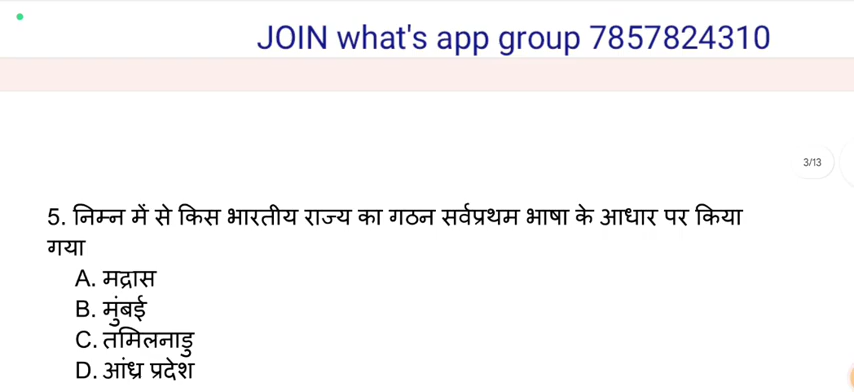 JOIN what's app group 7857824310
3/13
5. निम्न में से किस भारतीय राज्य का गठन सर्वप्रथम भाषा के आधार पर किया
गया
A. मद्रास
B. मुंबई
C. तमिलनाडु
D. आंध्र प्रदेश